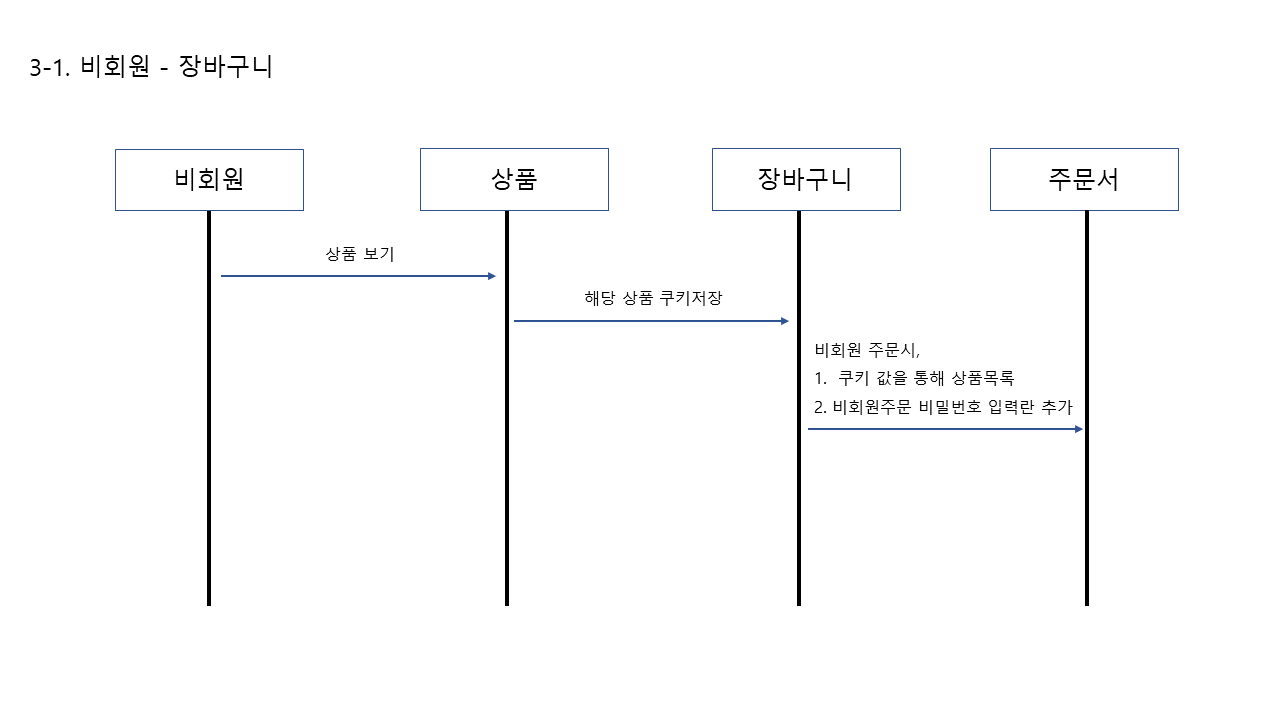 3-1. 비회원 - 장바구니
비회원
상품
장바구니
주문서
상품 보기
해당 상품 쿠키저장
비회원 주문시,
1. 쿠키 값을 통해 상품목록
2. 비회원주문 비밀번호 입력란 추가